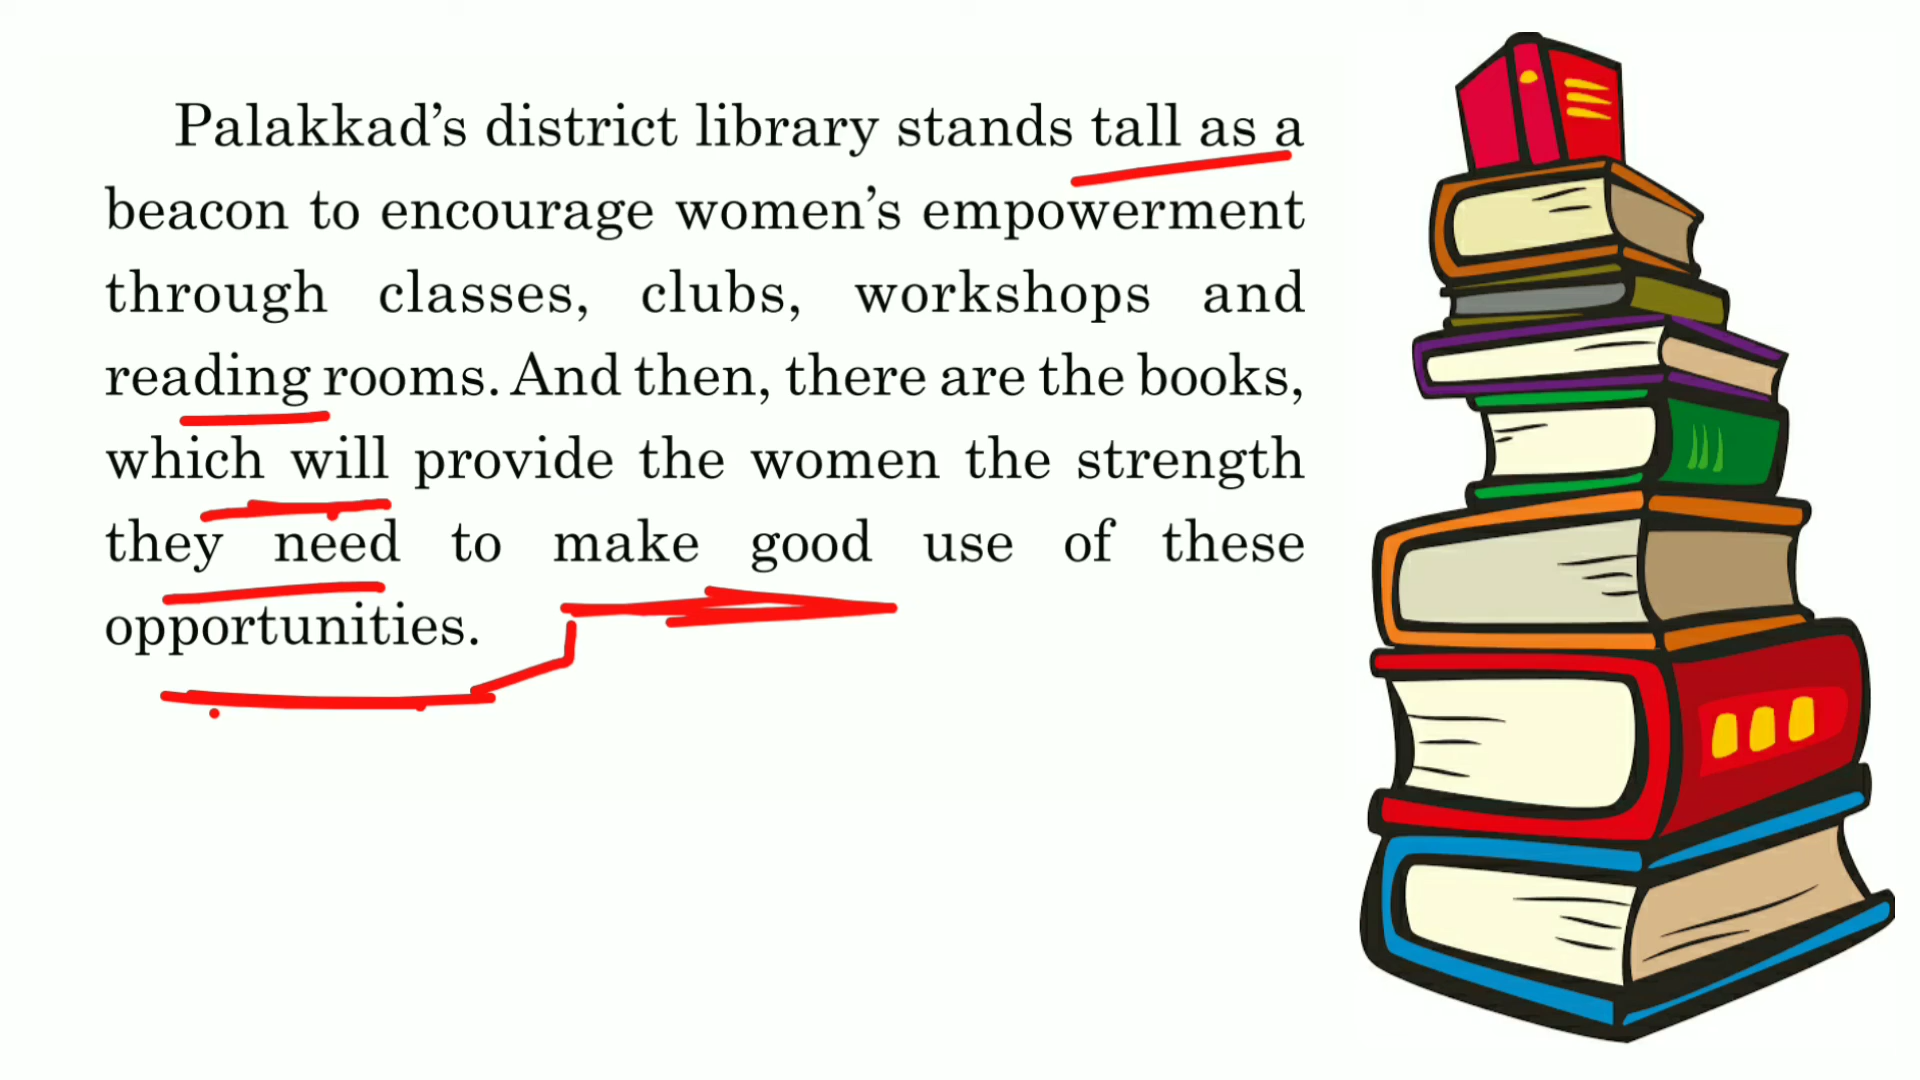 Palakkad’s district library stands tall as a
beacon to encourage women’s empowerment
through classes, clubs, workshops and
reading rooms. And then, there are the books,
which will provide the women the strength
they need to make good use of these
opportunities.